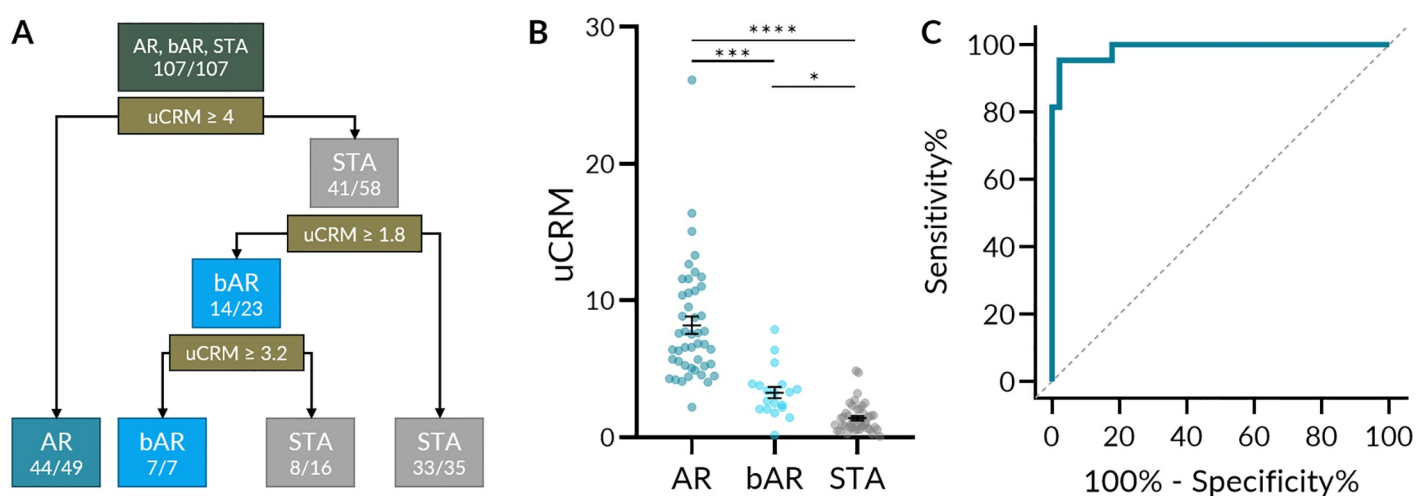 A
AR, bAR, STA
107/107
uCRM ≥ 4
STA
41/58
uCRM ≥ 1.8
bAR
14/23
uCRM ≥ 3.2
AR
44/49
bAR
7/7
STA
8/16
STA
33/35
B
30
20
10
0
uCRM
****
***
*
AR
bAR
STA
C
100
80
60
40
20
0
Sensitivity%
0
20
40
60
80
100
100% - Specificity%